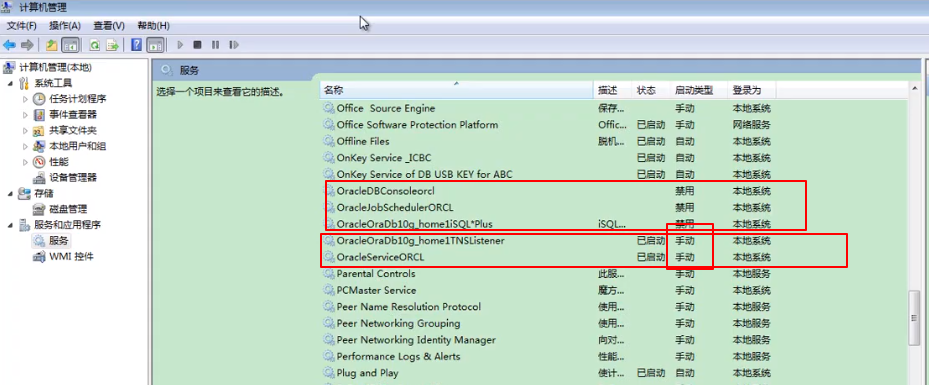 计算机管理
文件(F) 操作(A) 查看(V) 帮助(H)
计算机管理(本地)
系统工具
任务计划程序
事件查看器
共享文件夹
本地用户和组
性能
设备管理器
存储
磁盘管理
服务和应用程序
服务
WMI 控件
服务
选择一个项目来查看它的描述。
名称 描述 状态 启动类型 登录为
Office Source Engine 保存... 手动 本地系统
Office Software Protection Platform Offic... 已启动 手动 网络服务
Offline Files 脱机... 已启动 自动 本地系统
OnKey Service _ICBC 已启动 自动 本地系统
OnKey Service of DB USB KEY for ABC 已启动 自动 本地系统
OracleDBConsoleorcl 禁用 本地系统
OracleJobSchedulerORCL 禁用 本地系统
OracleOraDb10g_home1iSQL*Plus iSQL... 禁用 本地系统
OracleOraDb10g_home1TNSListener 已启动 手动 本地系统
OracleServiceORCL 已启动 手动 本地系统
Parental Controls 此服... 手动 本地服务
PCMaster Service 魔方... 手动 本地系统
Peer Name Resolution Protocol 使用... 手动 本地服务
Peer Networking Grouping 使用... 手动 本地服务
Peer Networking Identity Manager 向对... 手动 本地服务
Performance Logs & Alerts 性能... 手动 本地服务
Plug and Play 使计... 已启动 自动 本地系统